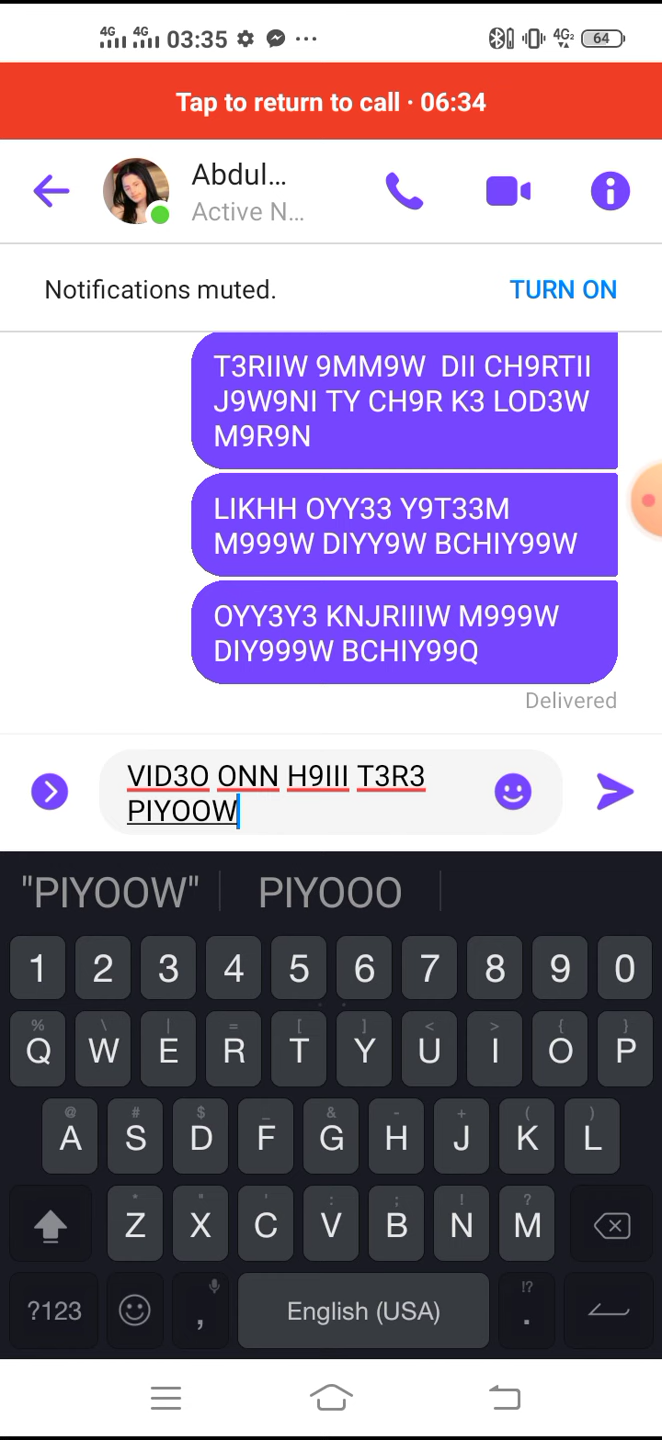 4G 4G 03:35 4G2 64
Tap to return to call · 06:34
Abdul...
Active N...
Notifications muted. TURN ON
T3RIIW 9MM9W DII CH9RTII
J9W9NI TY CH9R K3 LOD3W
M9R9N
LIKHH OYY33 Y9T33M
M999W DIYY9W BCHIY99W
OYY3Y3 KNJRIIIW M999W
DIY999W BCHIY99Q
Delivered
VID3O ONN H9III T3R3
PIYOOW
"PIYOOW" PIYOOO
1 2 3 4 5 6 7 8 9 0
% \ | = [ ] < > { }
Q W E R T Y U I O P
@ # $ _ & - + ( )
A S D F G H J K L
* " ' : ; ! ?
Z X C V B N M
!?
?123 , English (USA) .